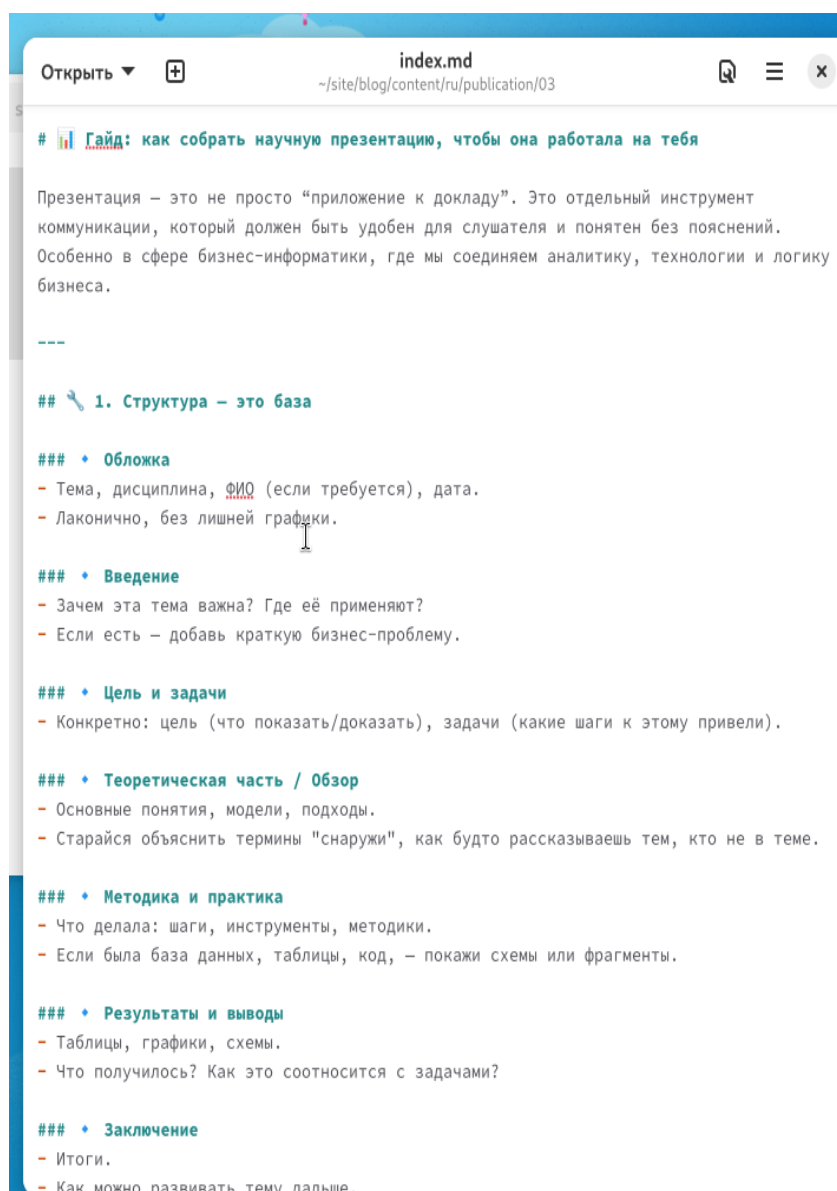 Открыть
index.md
~/site/blog/content/ru/publication/03
# 📊 Гайд: как собрать научную презентацию, чтобы она работала на тебя
Презентация — это не просто “приложение к докладу”. Это отдельный инструмент
коммуникации, который должен быть удобен для слушателя и понятен без пояснений.
Особенно в сфере бизнес-информатики, где мы соединяем аналитику, технологии и логику
бизнеса.
---
## 🔧 1. Структура — это база
### 🔹 Обложка
- Тема, дисциплина, ФИО (если требуется), дата.
- Лаконично, без лишней графики.
### 🔹 Введение
- Зачем эта тема важна? Где её применяют?
- Если есть — добавь краткую бизнес-проблему.
### 🔹 Цель и задачи
- Конкретно: цель (что показать/доказать), задачи (какие шаги к этому привели).
### 🔹 Теоретическая часть / Обзор
- Основные понятия, модели, подходы.
- Старайся объяснить термины "снаружи", как будто рассказываешь тем, кто не в теме.
### 🔹 Методика и практика
- Что делала: шаги, инструменты, методики.
- Если была база данных, таблицы, код, — покажи схемы или фрагменты.
### 🔹 Результаты и выводы
- Таблицы, графики, схемы.
- Что получилось? Как это соотносится с задачами?
### 🔹 Заключение
- Итоги.
- Как можно развивать тему дальше.